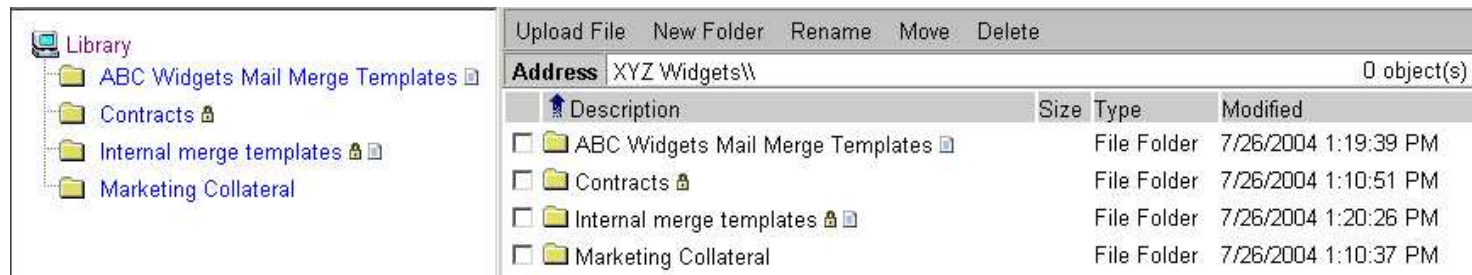 Library
ABC Widgets Mail Merge Templates
Contracts
Internal merge templates
Marketing Collateral
Upload File New Folder Rename Move Delete
Address XYZ Widgets\\ 0 object(s)
Description Size Type Modified
ABC Widgets Mail Merge Templates File Folder 7/26/2004 1:19:39 PM
Contracts File Folder 7/26/2004 1:10:51 PM
Internal merge templates File Folder 7/26/2004 1:20:26 PM
Marketing Collateral File Folder 7/26/2004 1:10:37 PM